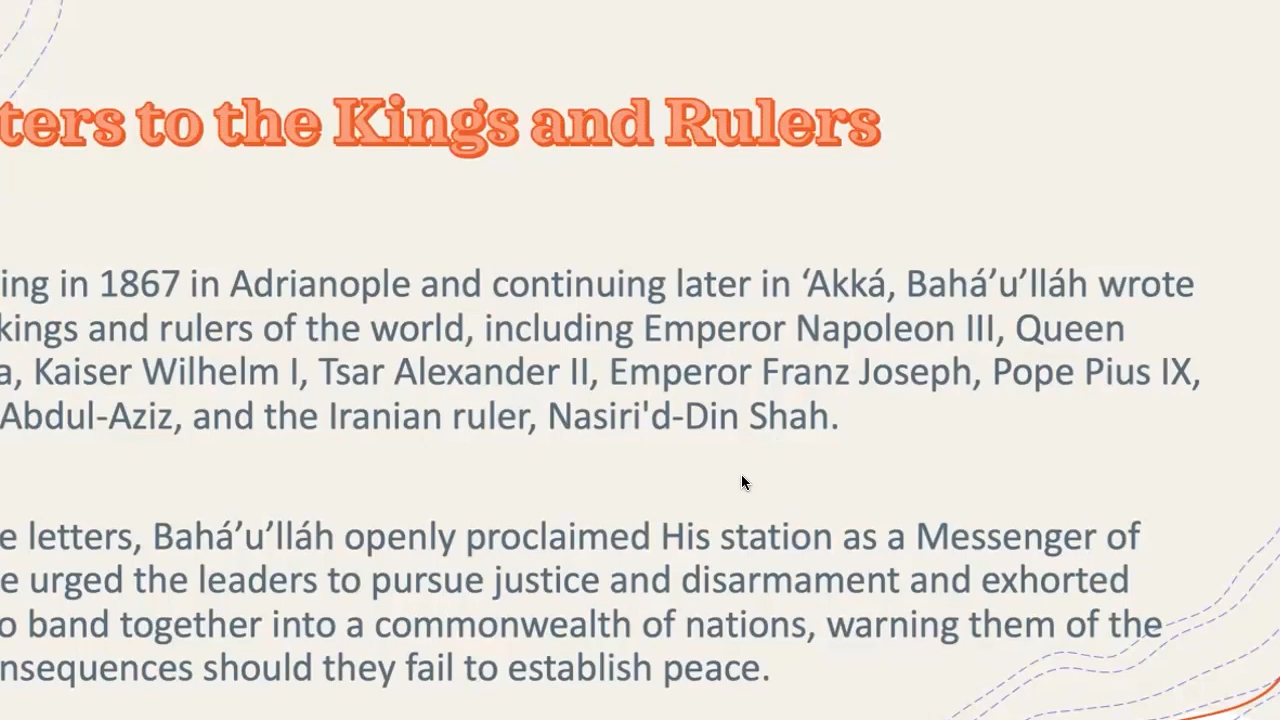 ters to the Kings and Rulers
ing in 1867 in Adrianople and continuing later in ‘Akká, Bahá’u’lláh wrote
kings and rulers of the world, including Emperor Napoleon III, Queen
a, Kaiser Wilhelm I, Tsar Alexander II, Emperor Franz Joseph, Pope Pius IX,
Abdul-Aziz, and the Iranian ruler, Nasiri'd-Din Shah.
e letters, Bahá’u’lláh openly proclaimed His station as a Messenger of
e urged the leaders to pursue justice and disarmament and exhorted
o band together into a commonwealth of nations, warning them of the
nsequences should they fail to establish peace.